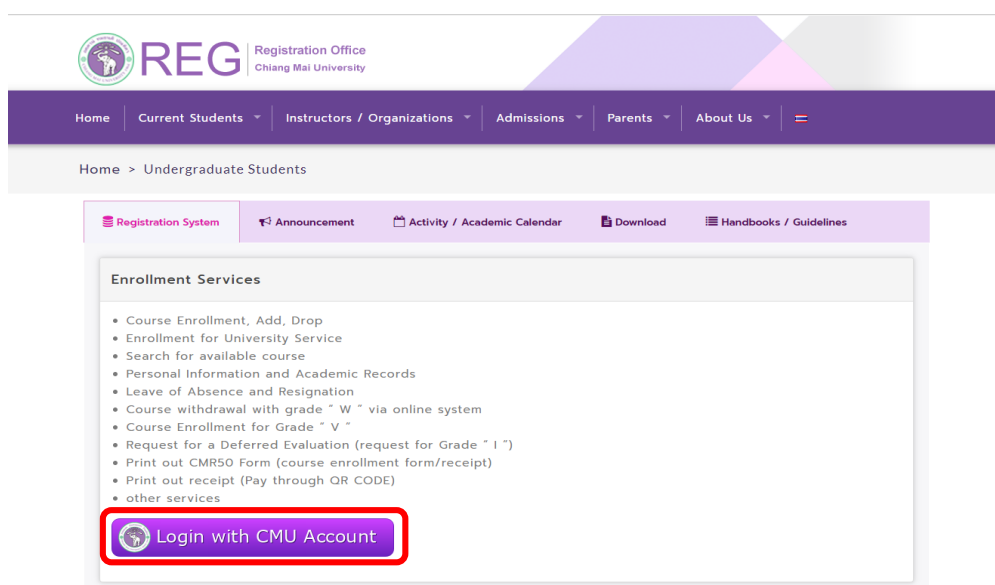 REG
Registration Office
Chiang Mai University
Home
Current Students
Instructors / Organizations
Admissions
Parents
About Us
Home > Undergraduate Students
Registration System
Announcement
Activity / Academic Calendar
Download
Handbooks / Guidelines
Enrollment Services
• Course Enrollment, Add, Drop
• Enrollment for University Service
• Search for available course
• Personal Information and Academic Records
• Leave of Absence and Resignation
• Course withdrawal with grade " W " via online system
• Course Enrollment for Grade " V "
• Request for a Deferred Evaluation (request for Grade " I ")
• Print out CMR50 Form (course enrollment form/receipt)
• Print out receipt (Pay through QR CODE)
• other services
Login with CMU Account